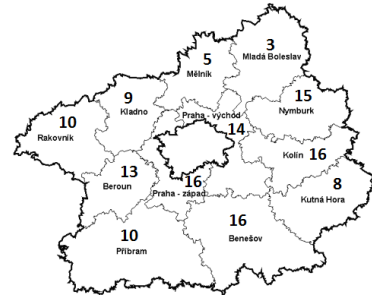 3
Mladá Boleslav
5
Mělník
9
Kladno
15
Nymburk
Praha - východ
14
10
Rakovník
Kolín 16
13
Beroun
16
Praha - západ
8
Kutná Hora
16
Benešov
10
Příbram